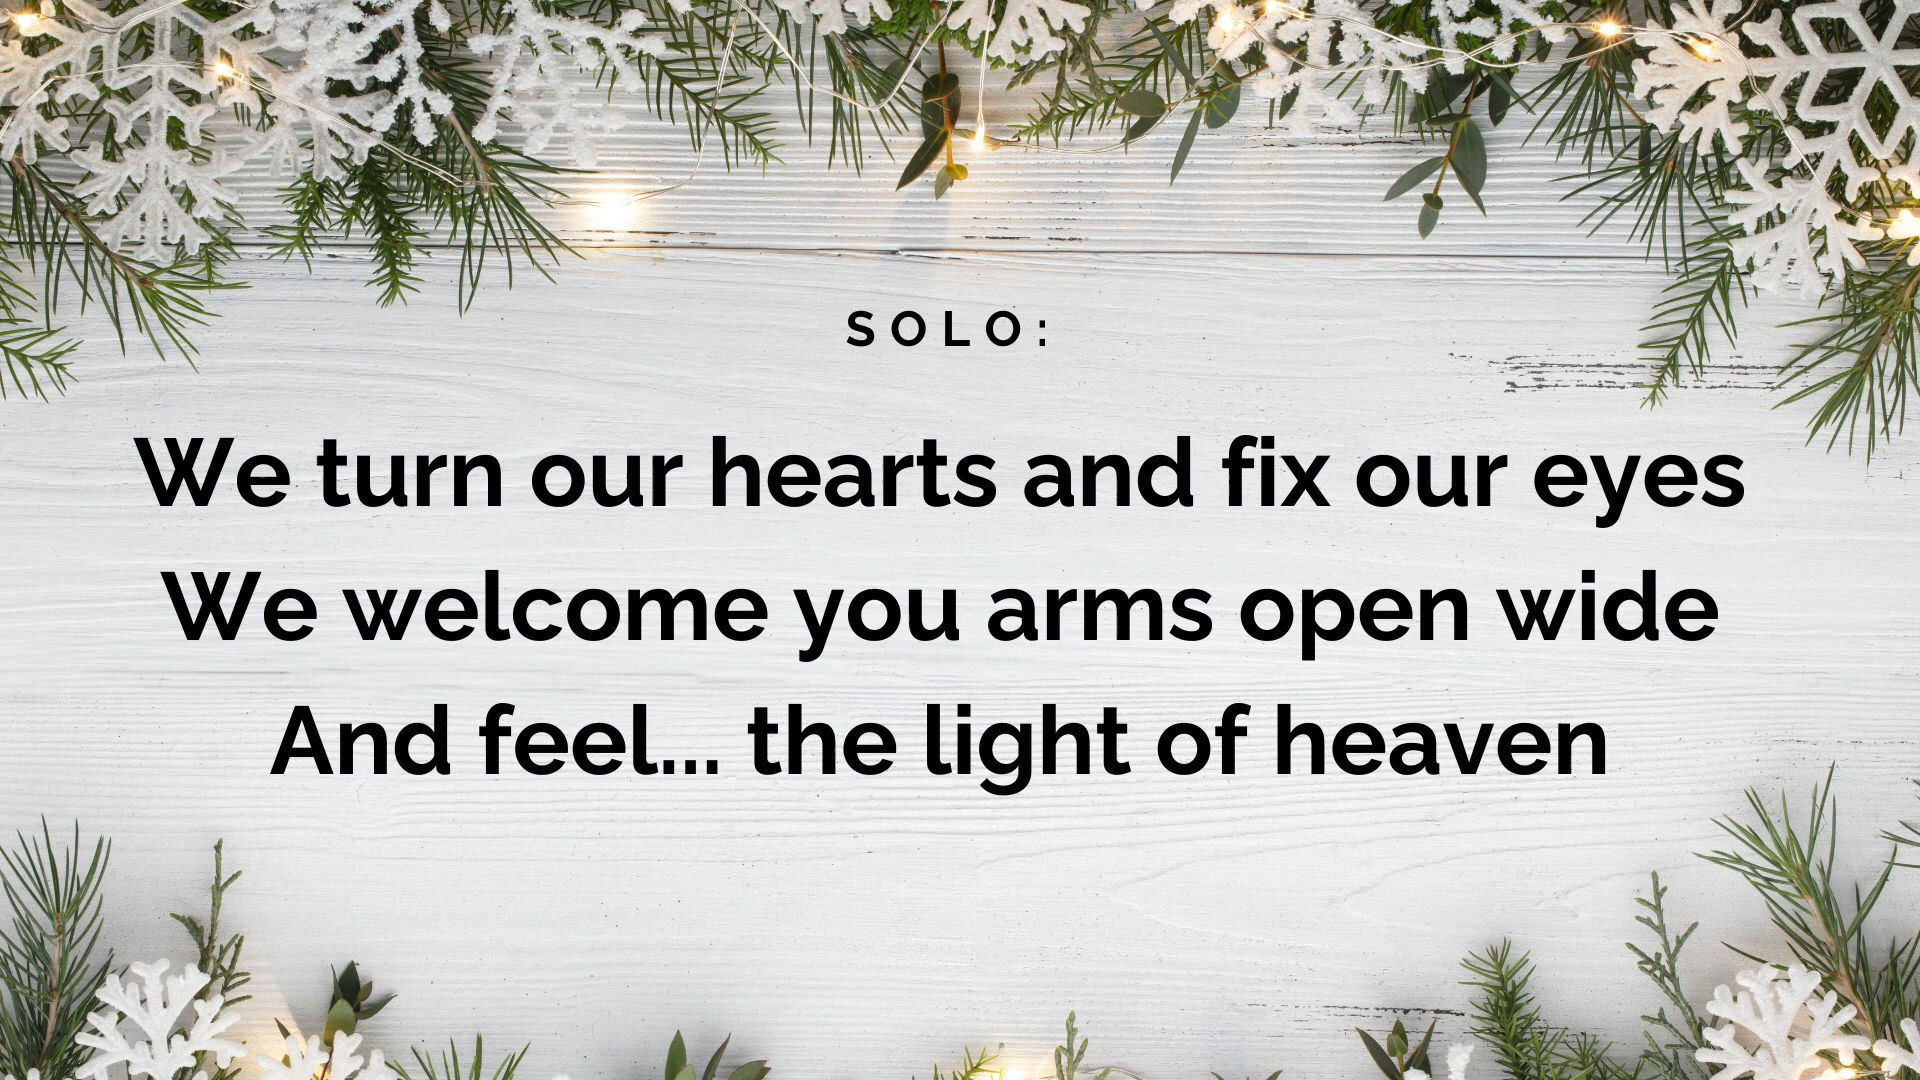 SOLO:
We turn our hearts and fix our eyes
We welcome you arms open wide
And feel... the light of heaven